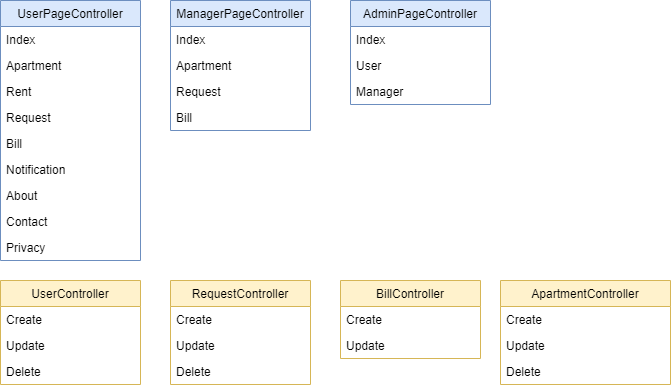 UserPageController
Index
Apartment
Rent
Request
Bill
Notification
About
Contact
Privacy
ManagerPageController
Index
Apartment
Request
Bill
AdminPageController
Index
User
Manager
UserController
Create
Update
Delete
RequestController
Create
Update
Delete
BillController
Create
Update
ApartmentController
Create
Update
Delete